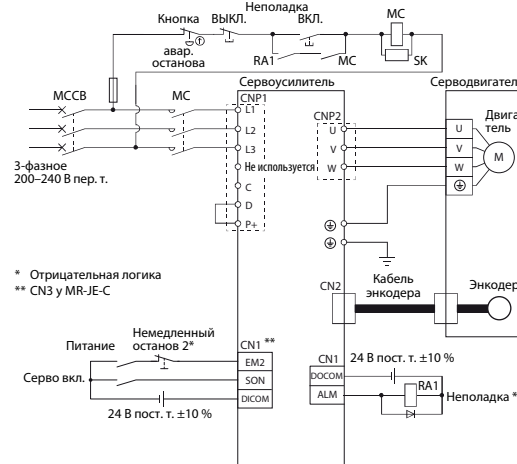 Неполадка
Кнопка ВЫКЛ. ВКЛ. MC
авар.
останова
RA1 MC SK
MCCB MC
Сервоусилитель
Серводвигател
CNP1
L1
L2
L3
Не используется
C
D
P+
CNP2
U
V
W
U
V
W
Двига
тель
M
3-фазное
200–240 В пер. т.
* Отрицательная логика
** CN3 у MR-JE-C
CN2
Кабель
энкодера
Энкодер
Питание
Немедленный
останов 2*
Серво вкл.
24 В пост. т. ±10 %
CN1 **
EM2
SON
DICOM
CN1
DOCOM
ALM
24 В пост. т. ±10 %
RA1
Неполадка *